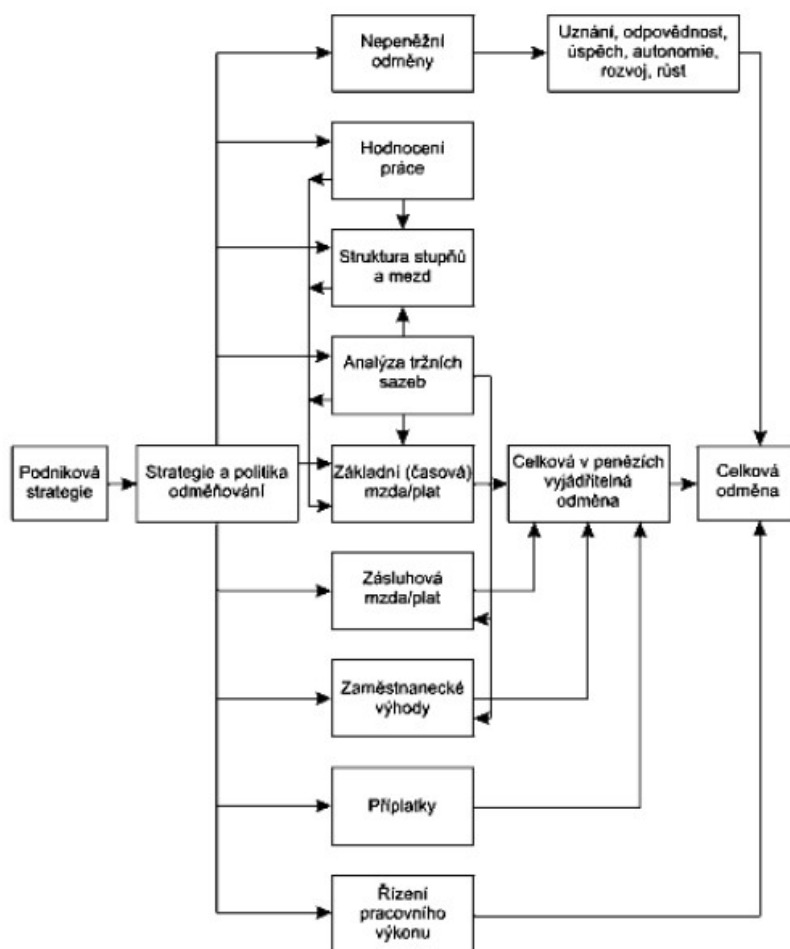 Nepeněžní
odměny
Uznání, odpovědnost,
úspěch, autonomie,
rozvoj, růst
Hodnocení
práce
Struktura stupňů
a mezd
Analýza tržních
sazeb
Podniková
strategie
Strategie a politika
odměňování
Základní (časová)
mzda/plat
Celková v penězích
vyjádřitelná
odměna
Celková
odměna
Zásluhová
mzda/plat
Zaměstnanecké
výhody
Příplatky
Řízení
pracovního
výkonu